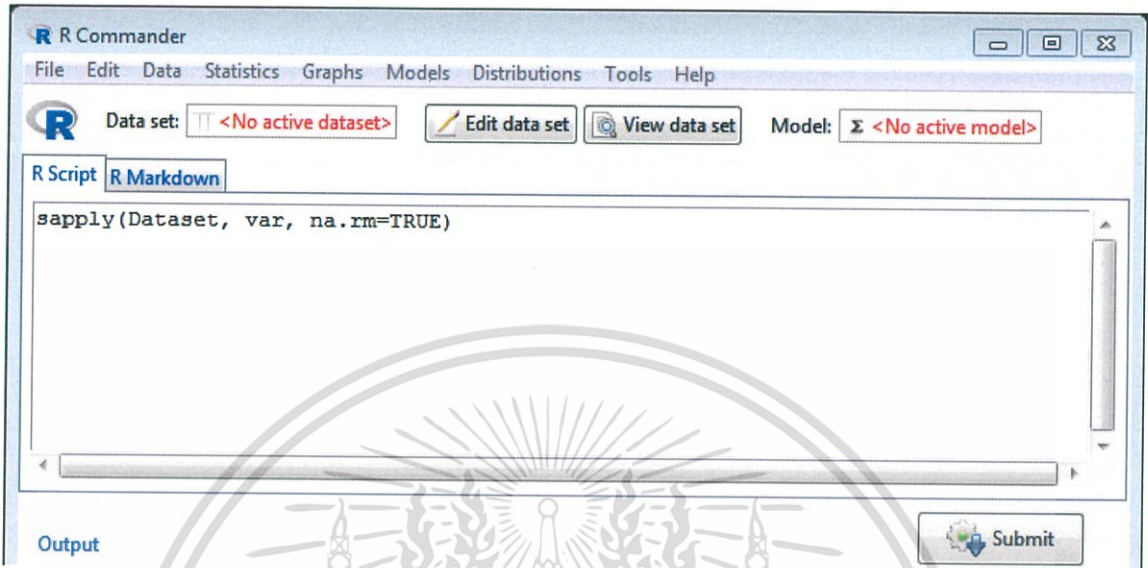 R R Commander
File Edit Data Statistics Graphs Models Distributions Tools Help
R Data set: <No active dataset> Edit data set View data set Model: Σ <No active model>
R Script R Markdown
sapply(Dataset, var, na.rm=TRUE)
Output Submit